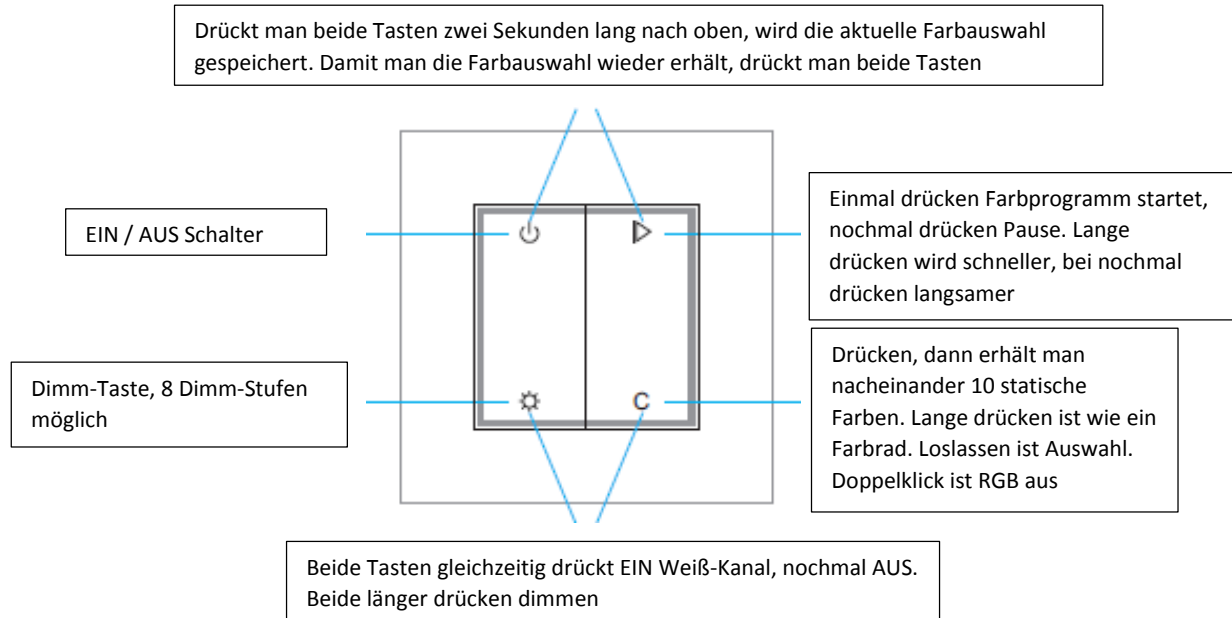 Drückt man beide Tasten zwei Sekunden lang nach oben, wird die aktuelle Farbauswahl
gespeichert. Damit man die Farbauswahl wieder erhält, drückt man beide Tasten
EIN / AUS Schalter
Einmal drücken Farbprogramm startet,
nochmal drücken Pause. Lange
drücken wird schneller, bei nochmal
drücken langsamer
Dimm-Taste, 8 Dimm-Stufen
möglich
C
Drücken, dann erhält man
nacheinander 10 statische
Farben. Lange drücken ist wie ein
Farbrad. Loslassen ist Auswahl.
Doppelklick ist RGB aus
Beide Tasten gleichzeitig drückt EIN Weiß-Kanal, nochmal AUS.
Beide länger drücken dimmen